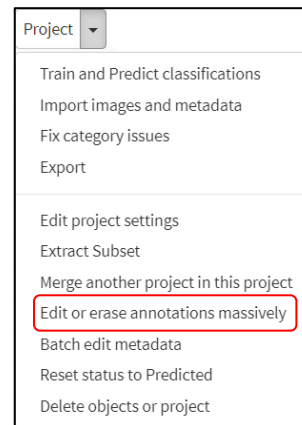 Project
Train and Predict classifications
Import images and metadata
Fix category issues
Export
Edit project settings
Extract Subset
Merge another project in this project
Edit or erase annotations massively
Batch edit metadata
Reset status to Predicted
Delete objects or project